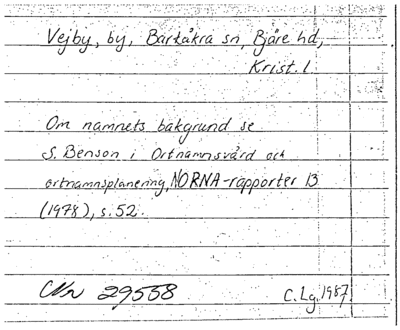 Vejby, by, Barkåkra sn, Bjäre hd,
Krist. l.
Om namnets bakgrund se
S. Benson i Ortnamnsvård och
ortnamnsplanering, NORNA-rapporter 13
(1978), s. 52.
29558 C. Lg. 1987.